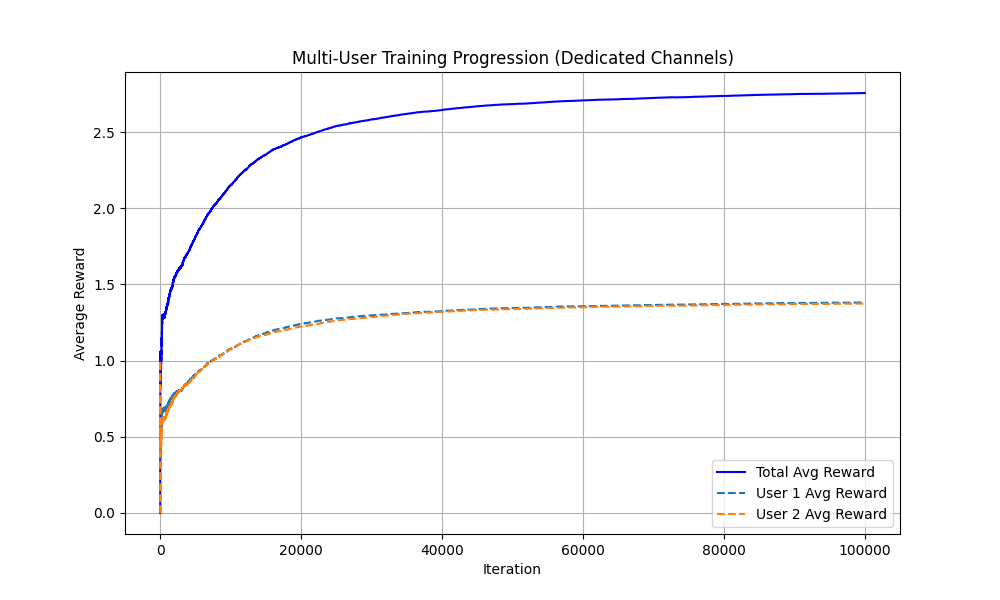 Multi-User Training Progression (Dedicated Channels)
Average Reward
2.5
2.0
1.5
1.0
0.5
0.0
Total Avg Reward
User 1 Avg Reward
User 2 Avg Reward
0 20000 40000 60000 80000 100000
Iteration